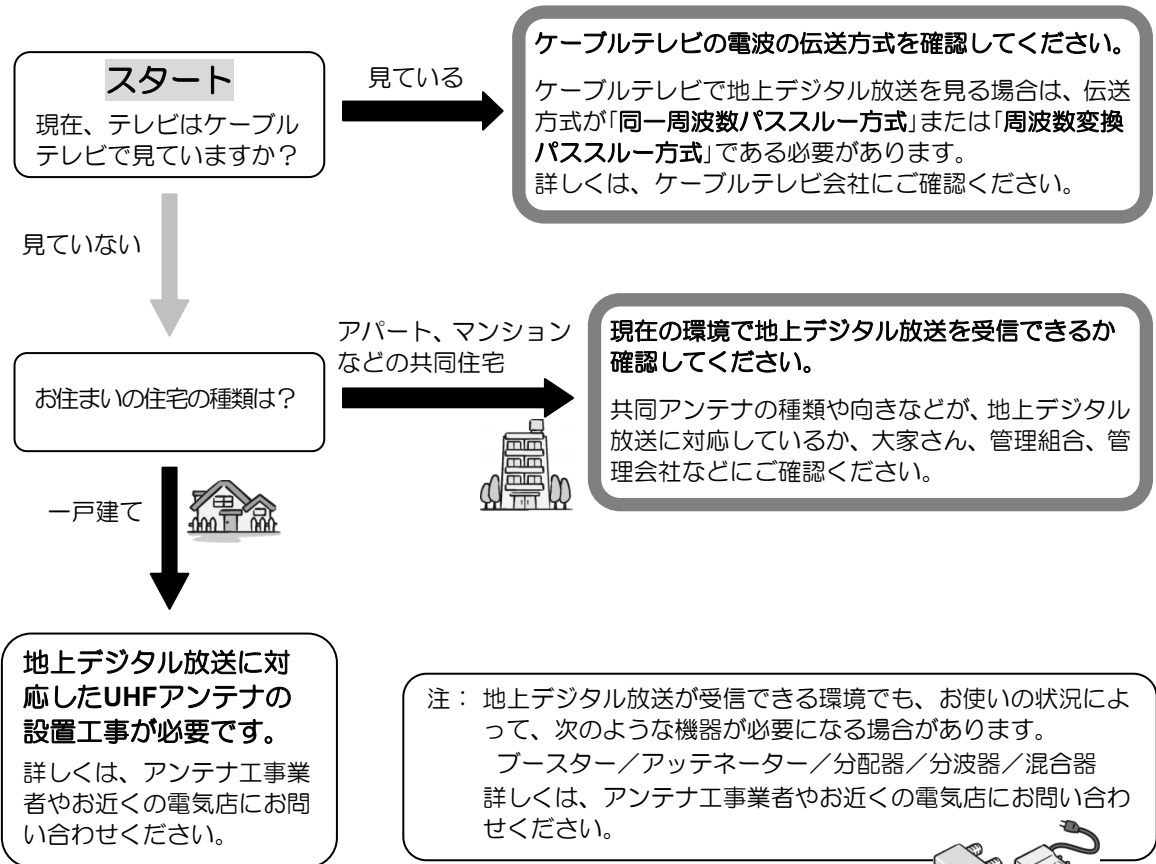 スタート
現在、テレビはケーブル
テレビで見ていますか？
見ている
ケーブルテレビの電波の伝送方式を確認してください。
ケーブルテレビで地上デジタル放送を見る場合は、伝送
方式が「同一周波数パススルー方式」または「周波数変換
パススルー方式」である必要があります。
詳しくは、ケーブルテレビ会社にご確認ください。
見ていない
お住まいの住宅の種類は？
アパート、マンション
などの共同住宅
現在の環境で地上デジタル放送を受信できるか
確認してください。
共同アンテナの種類や向きなどが、地上デジタル
放送に対応しているか、大家さん、管理組合、管
理会社などにご確認ください。
一戸建て
地上デジタル放送に対
応したUHFアンテナの
設置工事が必要です。
詳しくは、アンテナ工事業
者やお近くの電気店にお問
い合わせください。
注： 地上デジタル放送が受信できる環境でも、お使いの状況によ
って、次のような機器が必要になる場合があります。
ブースター／アッテネーター／分配器／分波器／混合器
詳しくは、アンテナ工事業者やお近くの電気店にお問い合わ
せください。